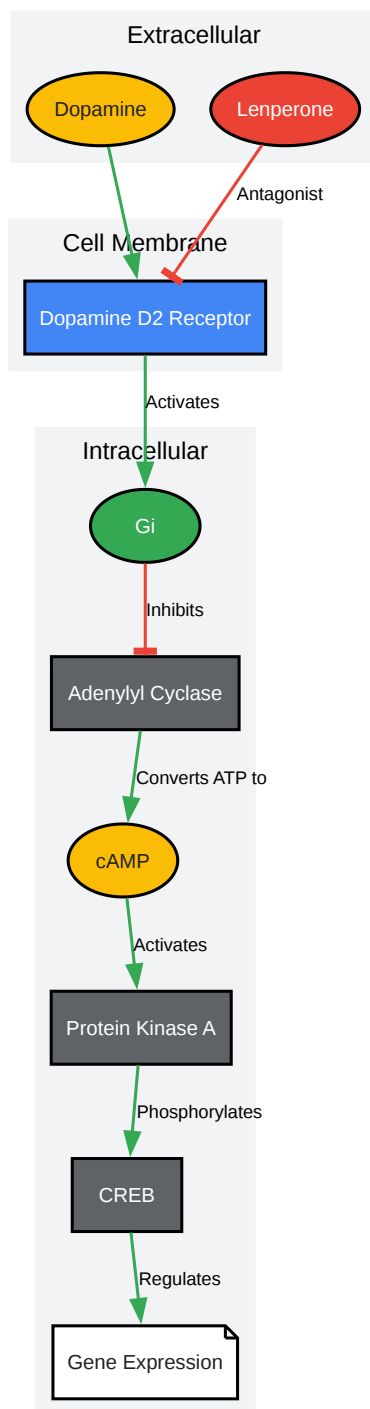 Extracellular
Dopamine
Lenperone
Antagonist
Cell Membrane
Dopamine D2 Receptor
Activates
Intracellular
Gi
Inhibits
Adenylyl Cyclase
Converts ATP to
cAMP
Activates
Protein Kinase A
Phosphorylates
CREB
Regulates
Gene Expression